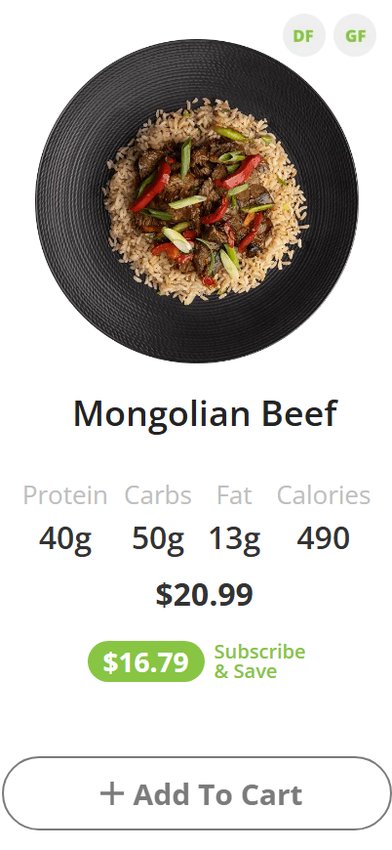 DF GF
Mongolian Beef
Protein Carbs Fat Calories
40g 50g 13g 490
$20.99
$16.79 Subscribe
& Save
+ Add To Cart